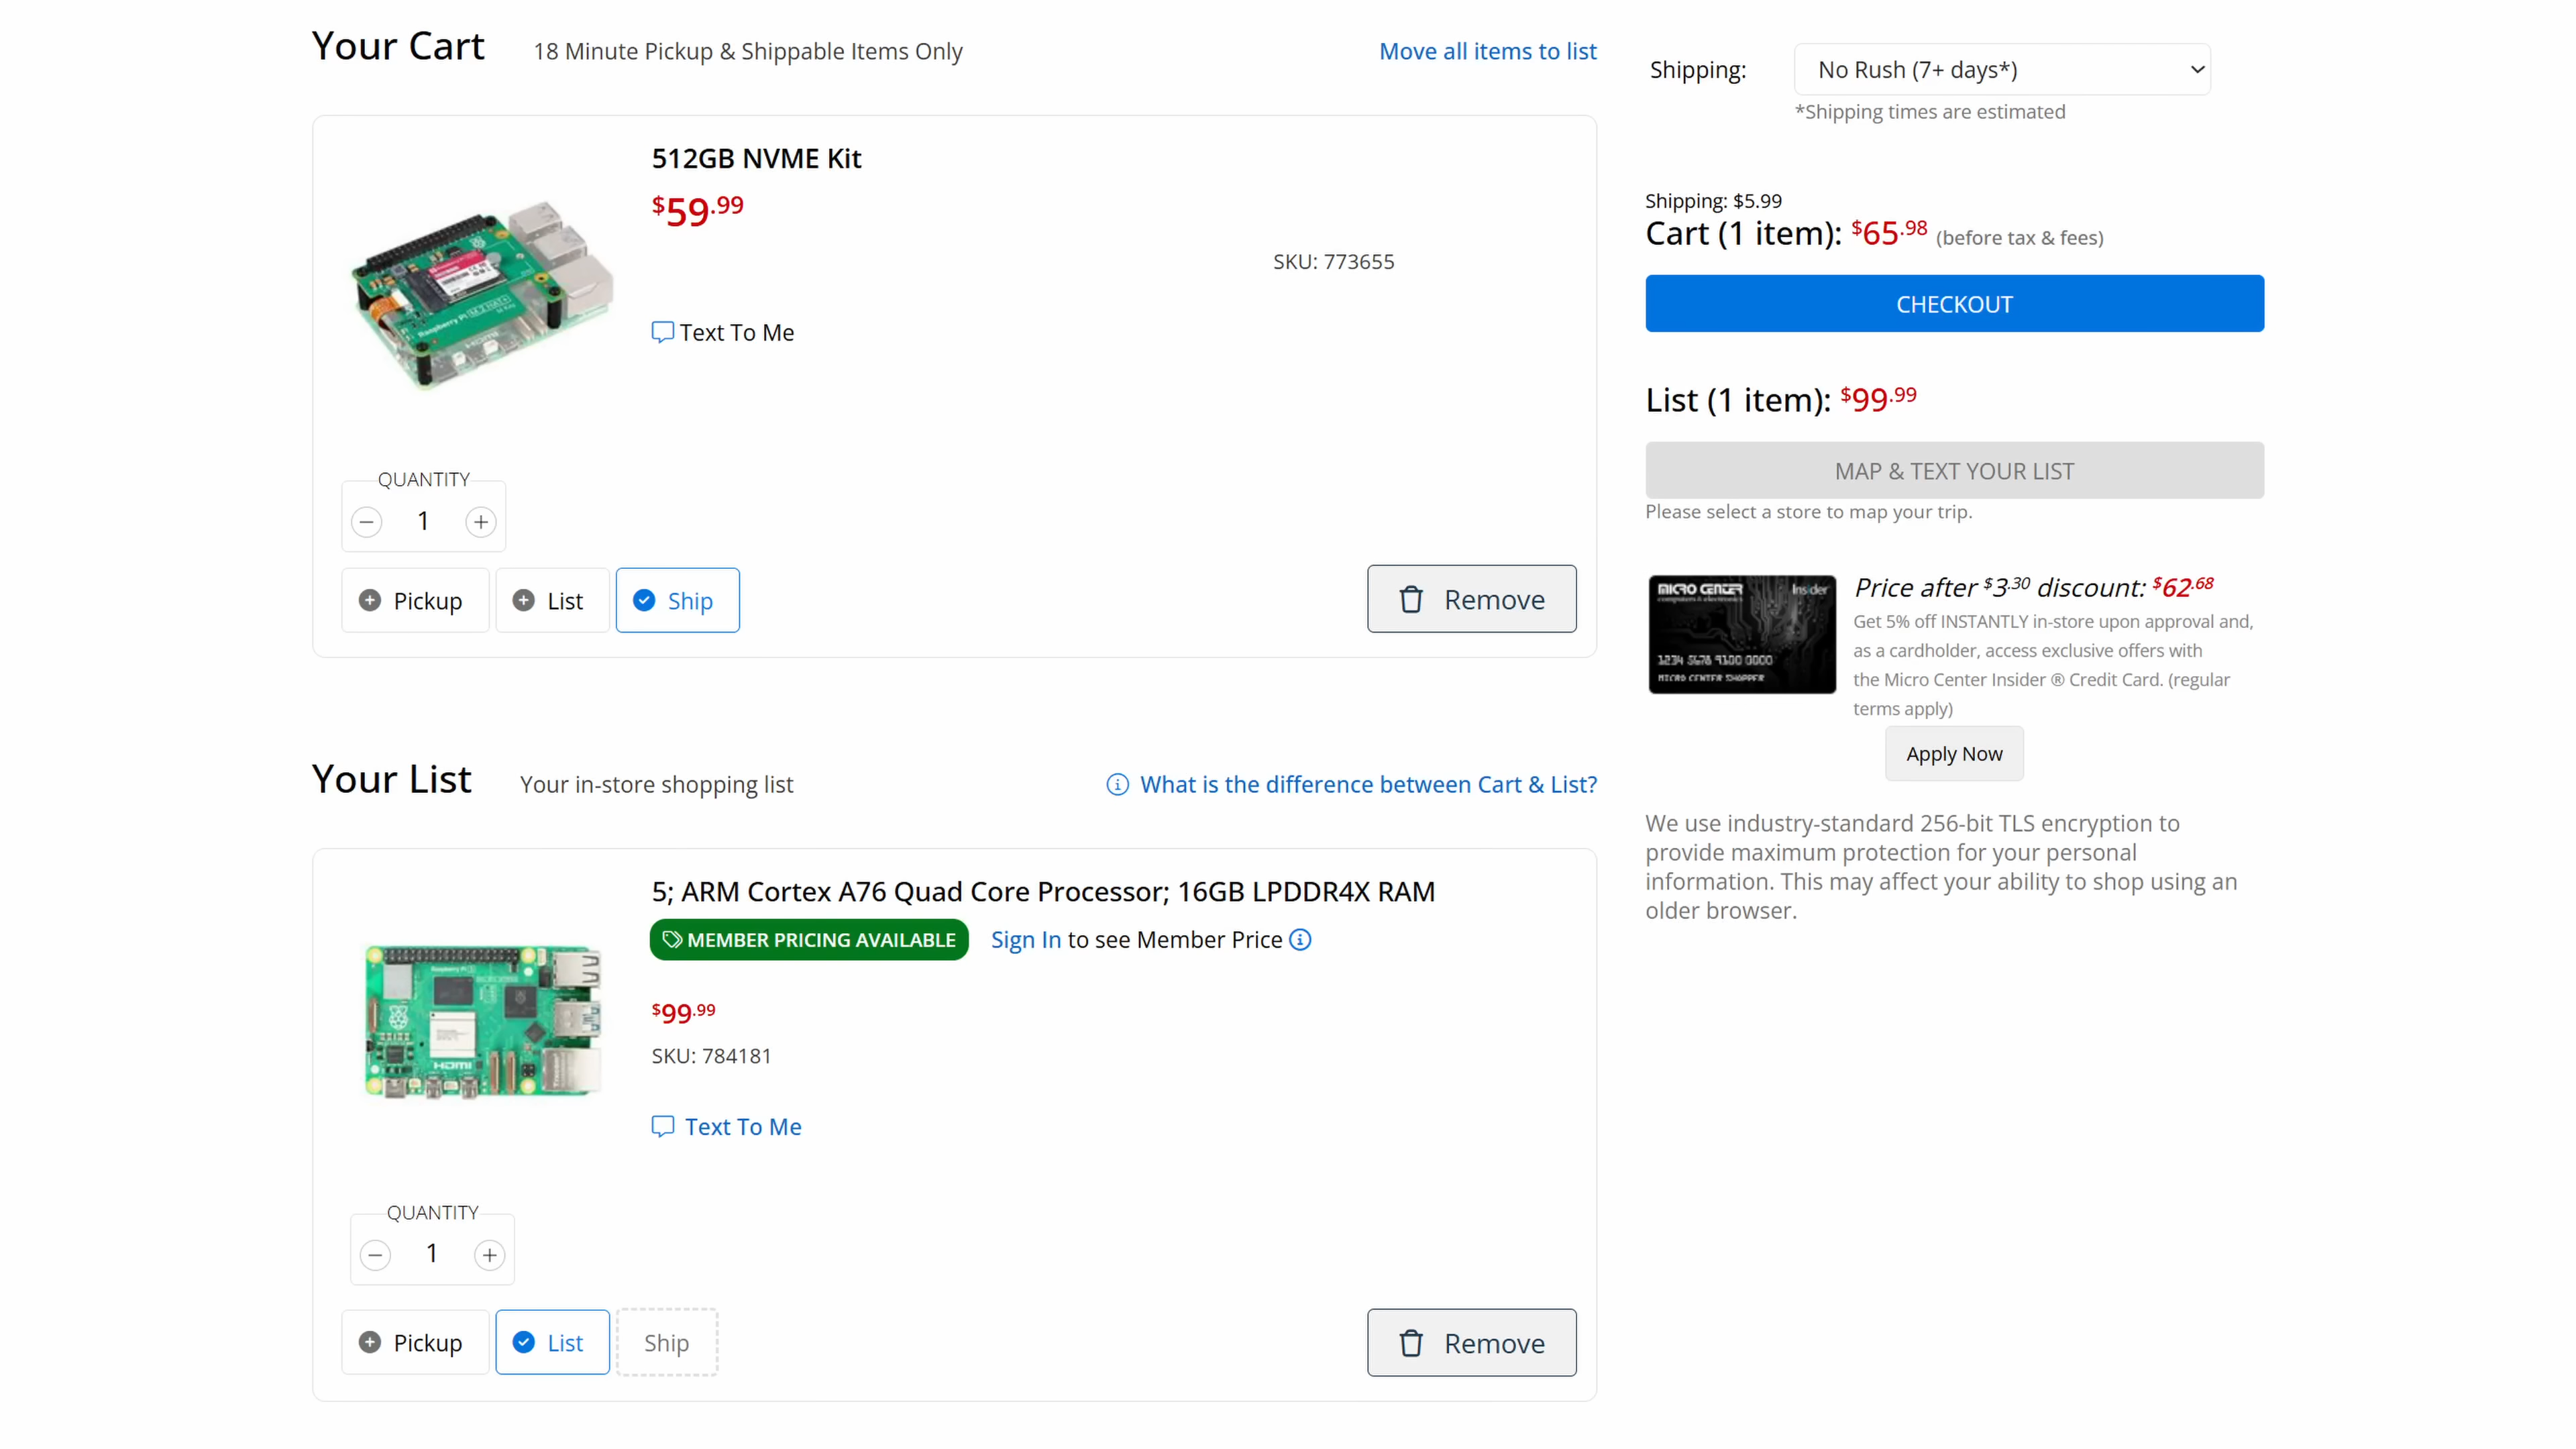 Your Cart
18 Minute Pickup & Shippable Items Only
Move all items to list
512GB NVME Kit
$59.99
SKU: 773655
Text To Me
QUANTITY
1
Pickup
List
Ship
Remove
Your List
Your in-store shopping list
What is the difference between Cart & List?
5; ARM Cortex A76 Quad Core Processor; 16GB LPDDR4X RAM
MEMBER PRICING AVAILABLE
Sign In to see Member Price
$99.99
SKU: 784181
Text To Me
HDMI
QUANTITY
1
Pickup
List
Ship
Remove
Shipping:
No Rush (7+ days*)
*Shipping times are estimated
Shipping: $5.99
Cart (1 item): $65.98 (before tax & fees)
CHECKOUT
List (1 item): $99.99
MAP & TEXT YOUR LIST
Please select a store to map your trip.
MICRO CENTER
computers & electronics
Insider
1234 5678 9100 0000
MICRO CENTER SHOPPER
Price after $3.30 discount: $62.68
Get 5% off INSTANTLY in-store upon approval and,
as a cardholder, access exclusive offers with
the Micro Center Insider ® Credit Card. (regular
terms apply)
Apply Now
We use industry-standard 256-bit TLS encryption to
provide maximum protection for your personal
information. This may affect your ability to shop using an
older browser.